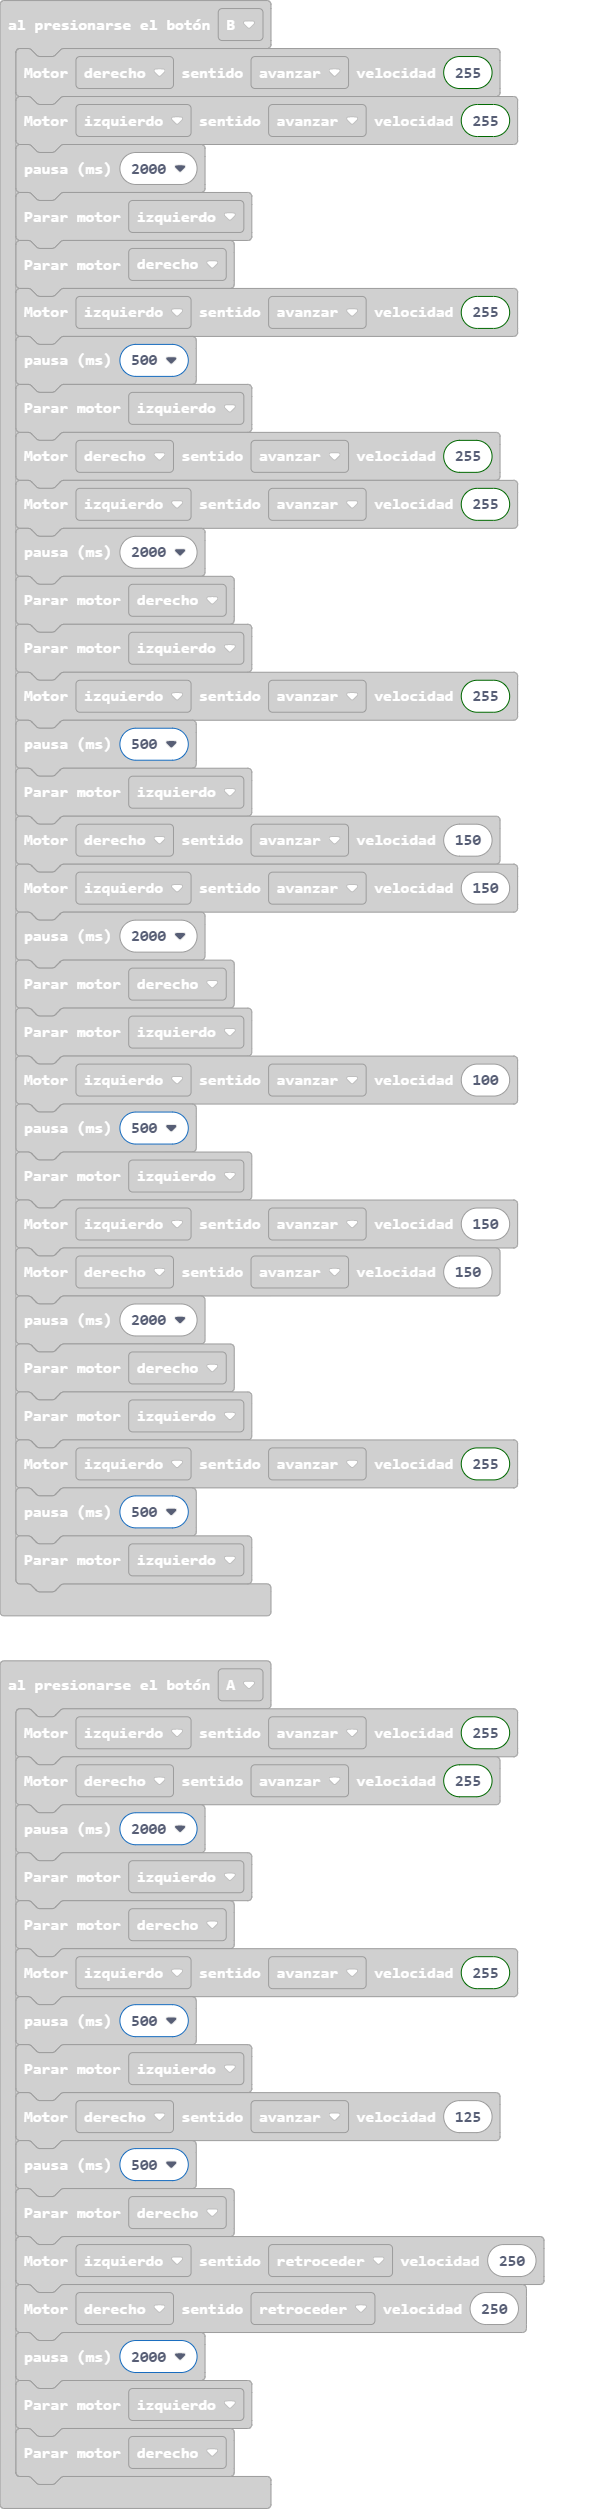 al presionarse el botón B
Motor derecho sentido avanzar velocidad 255
Motor izquierdo sentido avanzar velocidad 255
pausa (ms) 2000
Parar motor izquierdo
Parar motor derecho
Motor izquierdo sentido avanzar velocidad 255
pausa (ms) 500
Parar motor izquierdo
Motor derecho sentido avanzar velocidad 255
Motor izquierdo sentido avanzar velocidad 255
pausa (ms) 2000
Parar motor derecho
Parar motor izquierdo
Motor izquierdo sentido avanzar velocidad 255
pausa (ms) 500
Parar motor izquierdo
Motor derecho sentido avanzar velocidad 150
Motor izquierdo sentido avanzar velocidad 150
pausa (ms) 2000
Parar motor derecho
Parar motor izquierdo
Motor izquierdo sentido avanzar velocidad 100
pausa (ms) 500
Parar motor izquierdo
Motor izquierdo sentido avanzar velocidad 150
Motor derecho sentido avanzar velocidad 150
pausa (ms) 2000
Parar motor derecho
Parar motor izquierdo
Motor izquierdo sentido avanzar velocidad 255
pausa (ms) 500
Parar motor izquierdo
al presionarse el botón A
Motor izquierdo sentido avanzar velocidad 255
Motor derecho sentido avanzar velocidad 255
pausa (ms) 2000
Parar motor izquierdo
Parar motor derecho
Motor izquierdo sentido avanzar velocidad 255
pausa (ms) 500
Parar motor izquierdo
Motor derecho sentido avanzar velocidad 125
pausa (ms) 500
Parar motor derecho
Motor izquierdo sentido retroceder velocidad 250
Motor derecho sentido retroceder velocidad 250
pausa (ms) 2000
Parar motor izquierdo
Parar motor derecho